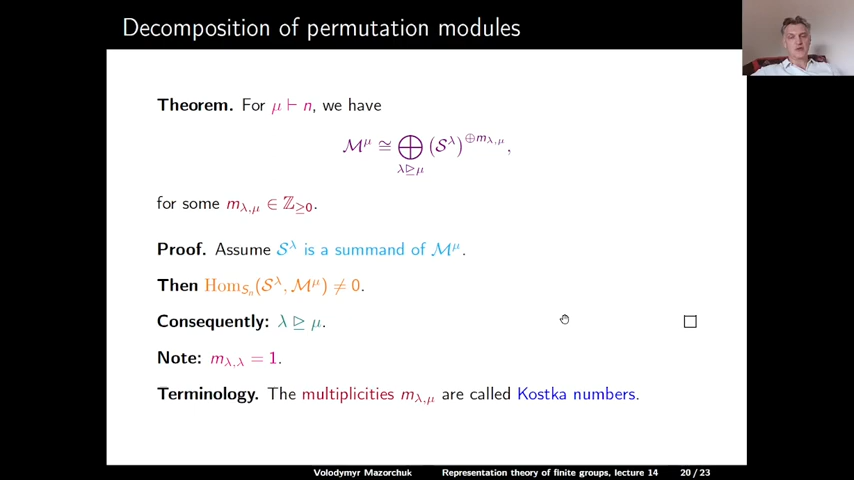 Decomposition of permutation modules
Theorem. For μ ⊢ n, we have
𝓜^μ ≅ ⨁_{λ⊵μ} (𝓢^λ)^{⊕m_{λ,μ}},
for some m_{λ,μ} ∈ ℤ_{≥0}.
Proof. Assume 𝓢^λ is a summand of 𝓜^μ.
Then Hom_{S_n}(𝓢^λ, 𝓜^μ) ≠ 0.
Consequently: λ ⊵ μ. □
Note: m_{λ,λ} = 1.
Terminology. The multiplicities m_{λ,μ} are called Kostka numbers.
Volodymyr Mazorchuk Representation theory of finite groups, lecture 14 20 / 23